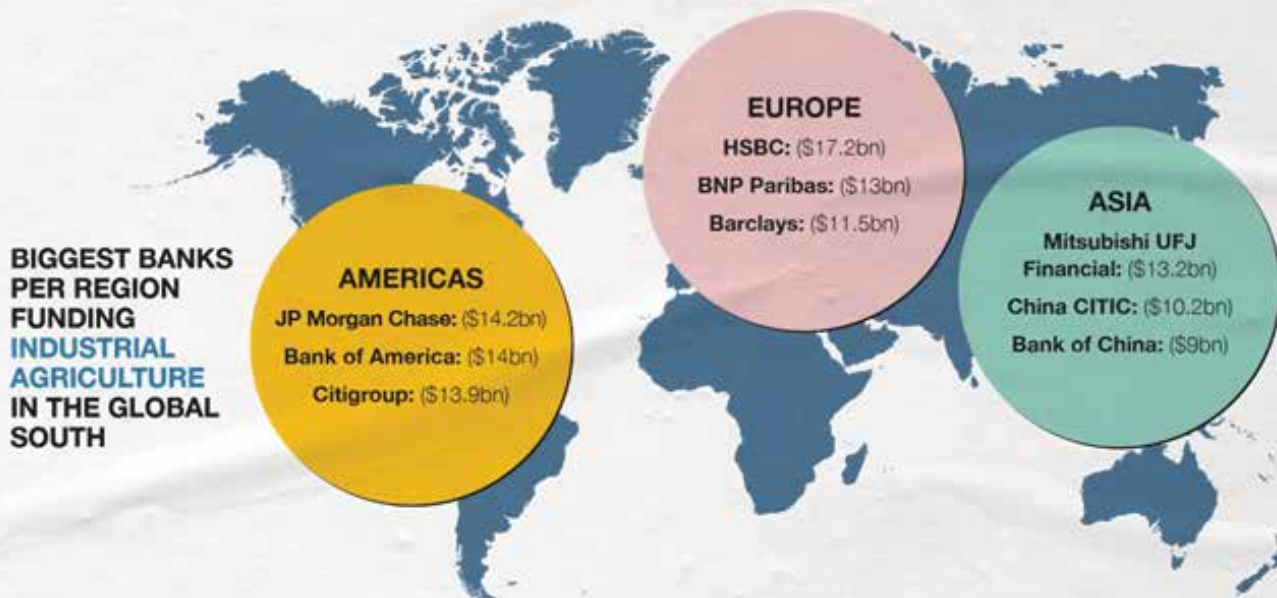 BIGGEST BANKS
PER REGION
FUNDING
INDUSTRIAL
AGRICULTURE
IN THE GLOBAL
SOUTH
AMERICAS
JP Morgan Chase: ($14.2bn)
Bank of America: ($14bn)
Citigroup: ($13.9bn)
EUROPE
HSBC: ($17.2bn)
BNP Paribas: ($13bn)
Barclays: ($11.5bn)
ASIA
Mitsubishi UFJ
Financial: ($13.2bn)
China CITIC: ($10.2bn)
Bank of China: ($9bn)